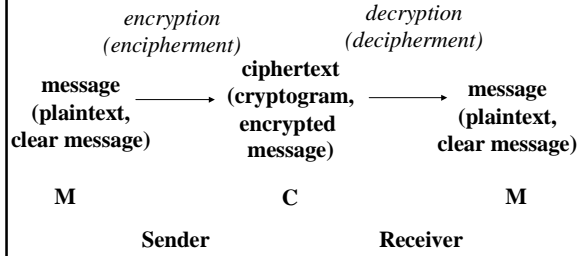 encryption
(encipherment)
decryption
(decipherment)
message
(plaintext,
clear message)
ciphertext
(cryptogram,
encrypted
message)
message
(plaintext,
clear message)
M
C
M
Sender
Receiver